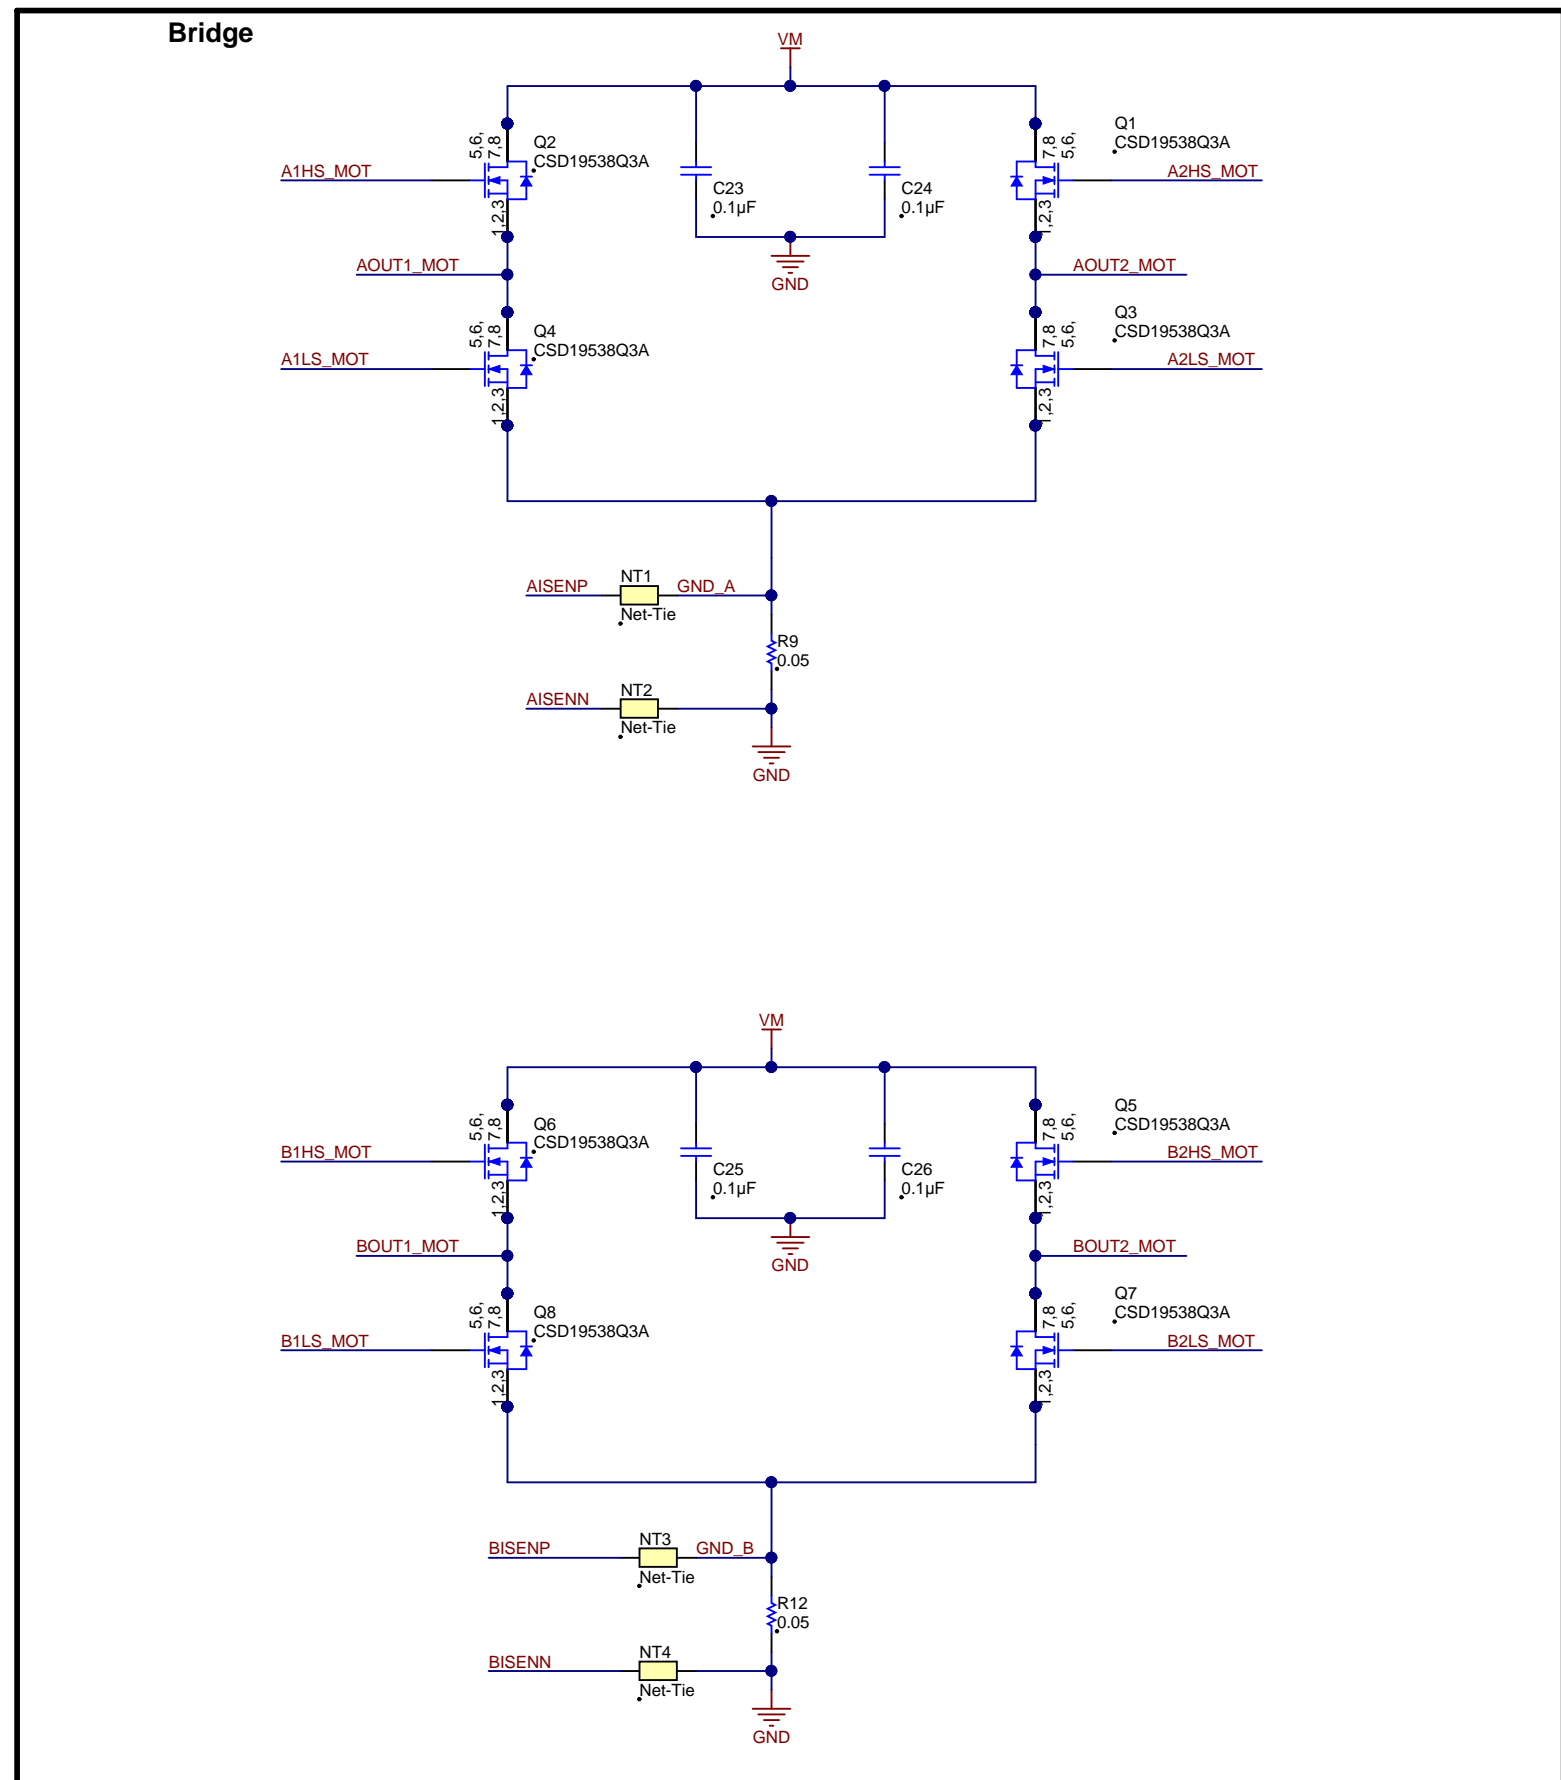 Bridge
VM
Q2
CSD19538Q3A
5,6,
7,8
1,2,3
A1HS_MOT
C23
0.1µF
C24
0.1µF
GND
Q1
CSD19538Q3A
7,8
5,6,
1,2,3
A2HS_MOT
AOUT1_MOT
AOUT2_MOT
Q4
CSD19538Q3A
5,6,
7,8
1,2,3
A1LS_MOT
Q3
CSD19538Q3A
7,8
5,6,
1,2,3
A2LS_MOT
AISENP
NT1
Net-Tie
GND_A
R9
0.05
AISENN
NT2
Net-Tie
GND
VM
Q6
CSD19538Q3A
5,6,
7,8
1,2,3
B1HS_MOT
C25
0.1µF
C26
0.1µF
GND
Q5
CSD19538Q3A
7,8
5,6,
1,2,3
B2HS_MOT
BOUT1_MOT
BOUT2_MOT
Q8
CSD19538Q3A
5,6,
7,8
1,2,3
B1LS_MOT
Q7
CSD19538Q3A
7,8
5,6,
1,2,3
B2LS_MOT
BISENP
NT3
Net-Tie
GND_B
R12
0.05
BISENN
NT4
Net-Tie
GND